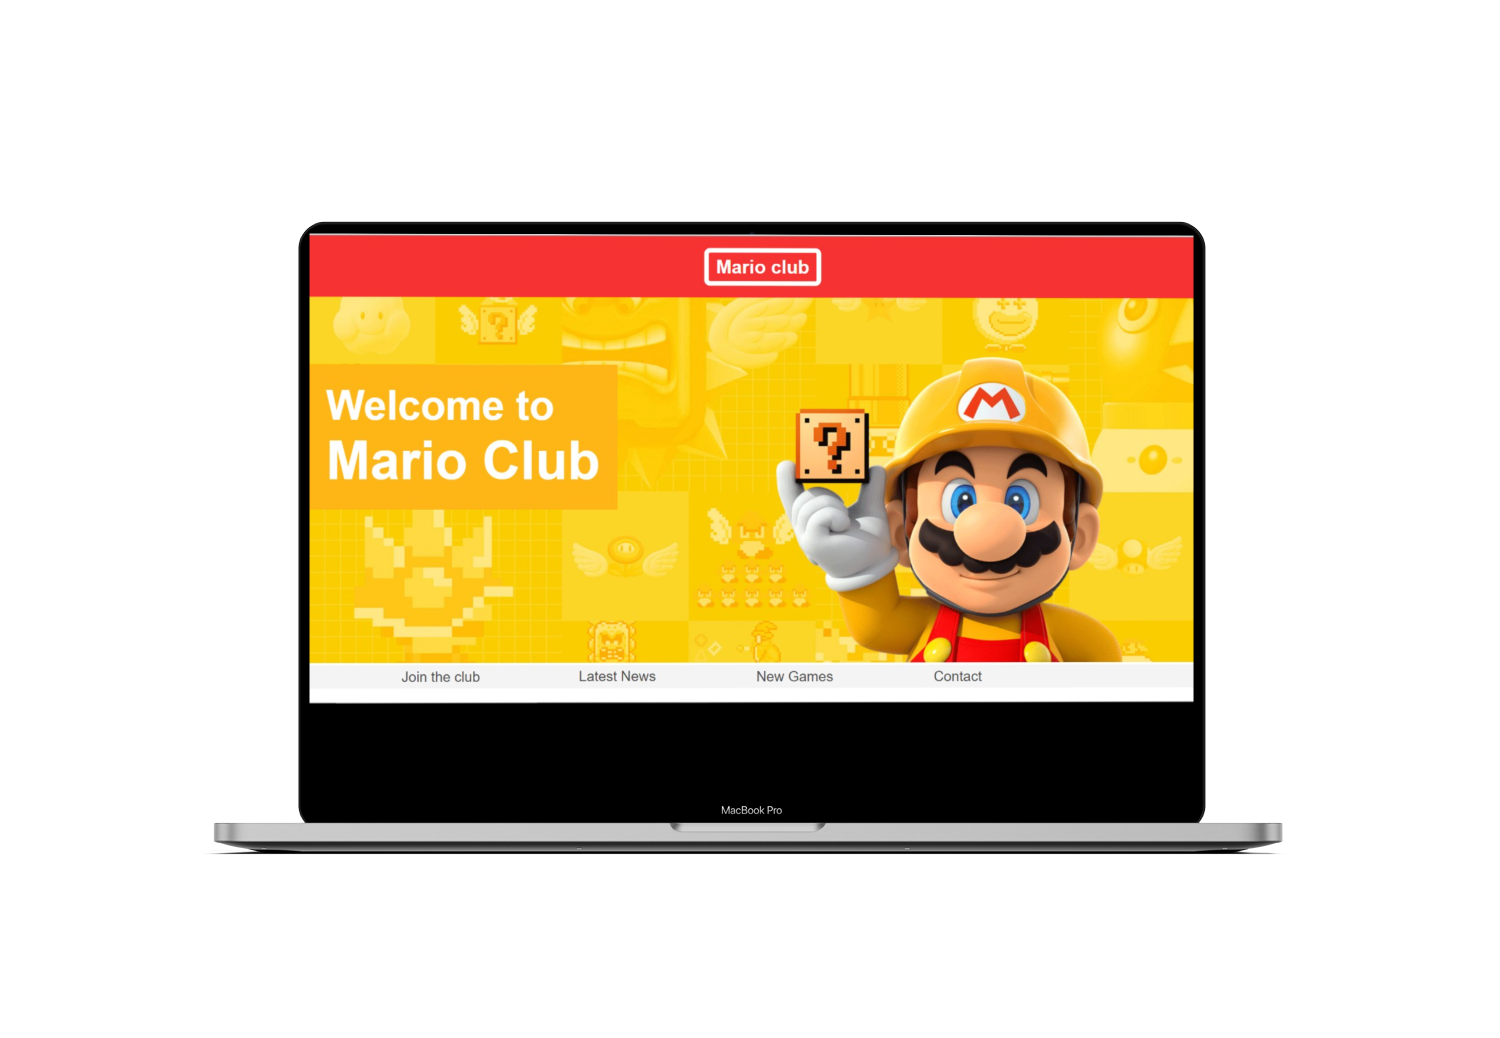 Mario club
Welcome to
Mario Club
?
M
?
Join the club
Latest News
New Games
Contact
MacBook Pro